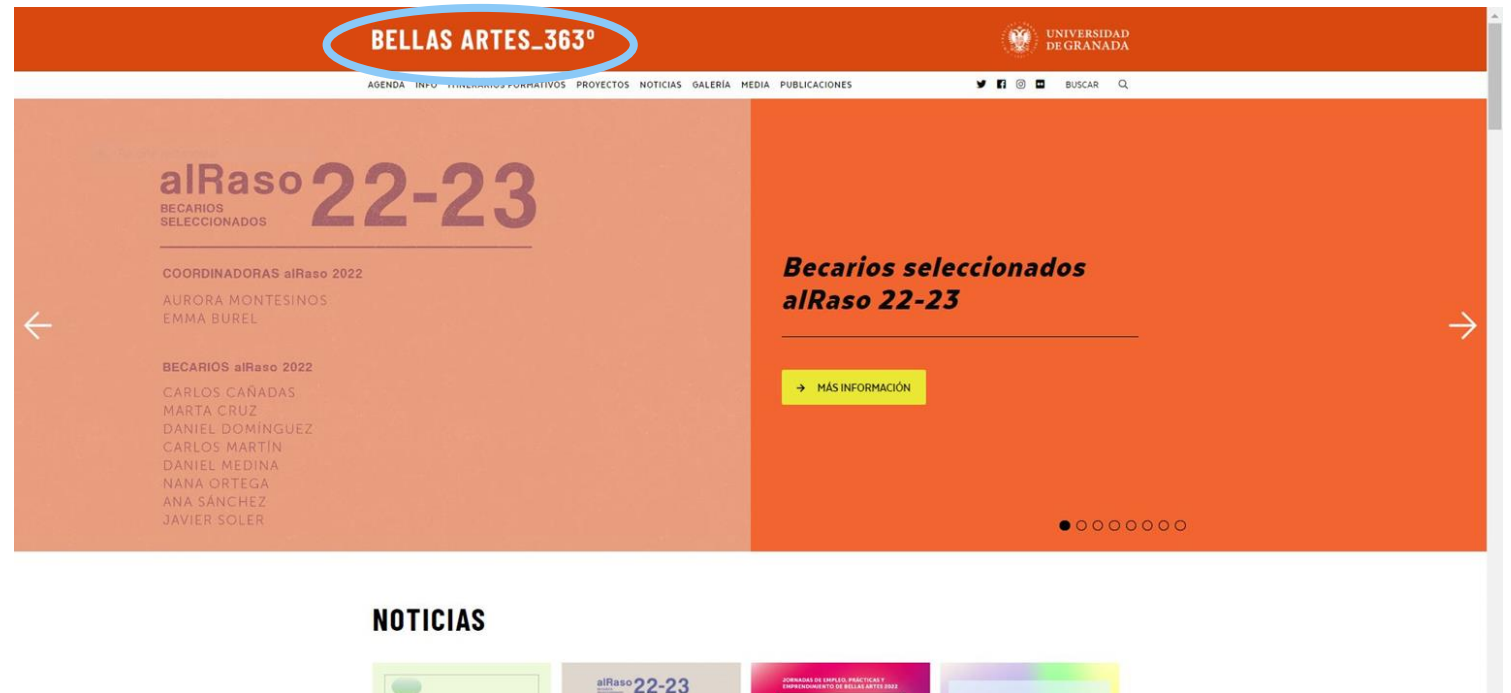 BELLAS ARTES_363º
UNIVERSIDAD
DE GRANADA
AGENDA INFO ITINERARIOS FORMATIVOS PROYECTOS NOTICIAS GALERÍA MEDIA PUBLICACIONES
BUSCAR
alRaso 22-23
BECARIOS
SELECCIONADOS
COORDINADORAS alRaso 2022
AURORA MONTESINOS
EMMA BUREL
BECARIOS alRaso 2022
CARLOS CAÑADAS
MARTA CRUZ
DANIEL DOMÍNGUEZ
CARLOS MARTÍN
DANIEL MEDINA
NANA ORTEGA
ANA SÁNCHEZ
JAVIER SOLER
Becarios seleccionados
alRaso 22-23
→ MÁS INFORMACIÓN
NOTICIAS
alRaso 22-23
JORNADAS DE EMPLEO, PRÁCTICAS Y
EMPRENDIMIENTO DE BELLAS ARTES 2022